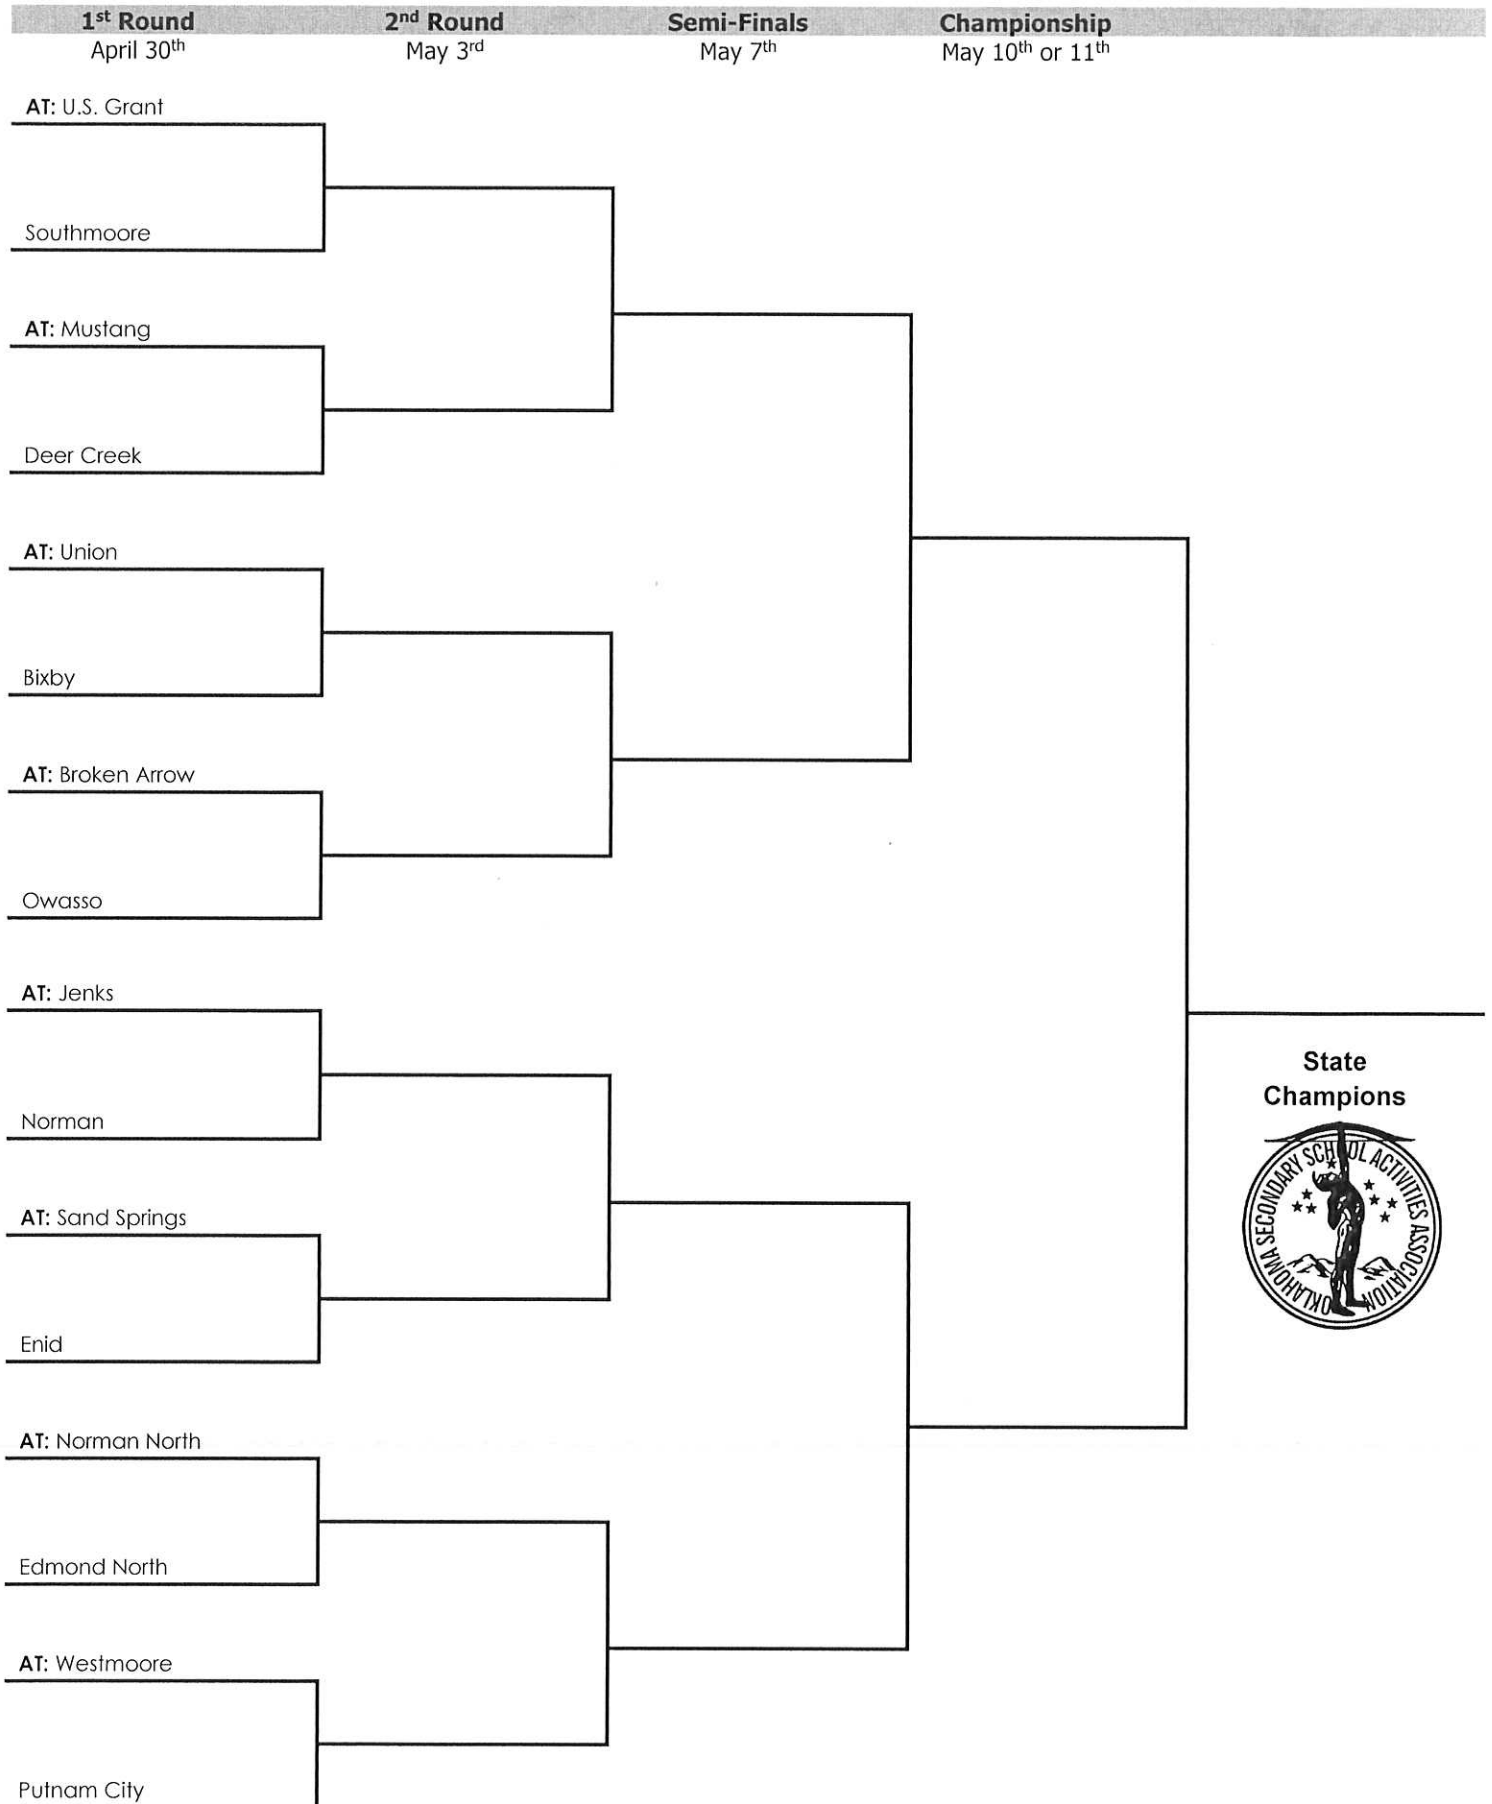 1st Round 2nd Round Semi-Finals Championship
April 30th May 3rd May 7th May 10th or 11th
AT: U.S. Grant
Southmoore
AT: Mustang
Deer Creek
AT: Union
Bixby
AT: Broken Arrow
Owasso
AT: Jenks
Norman
AT: Sand Springs
Enid
AT: Norman North
Edmond North
AT: Westmoore
Putnam City
State
Champions
OKLAHOMA SECONDARY SCHOOL ACTIVITIES ASSOCIATION